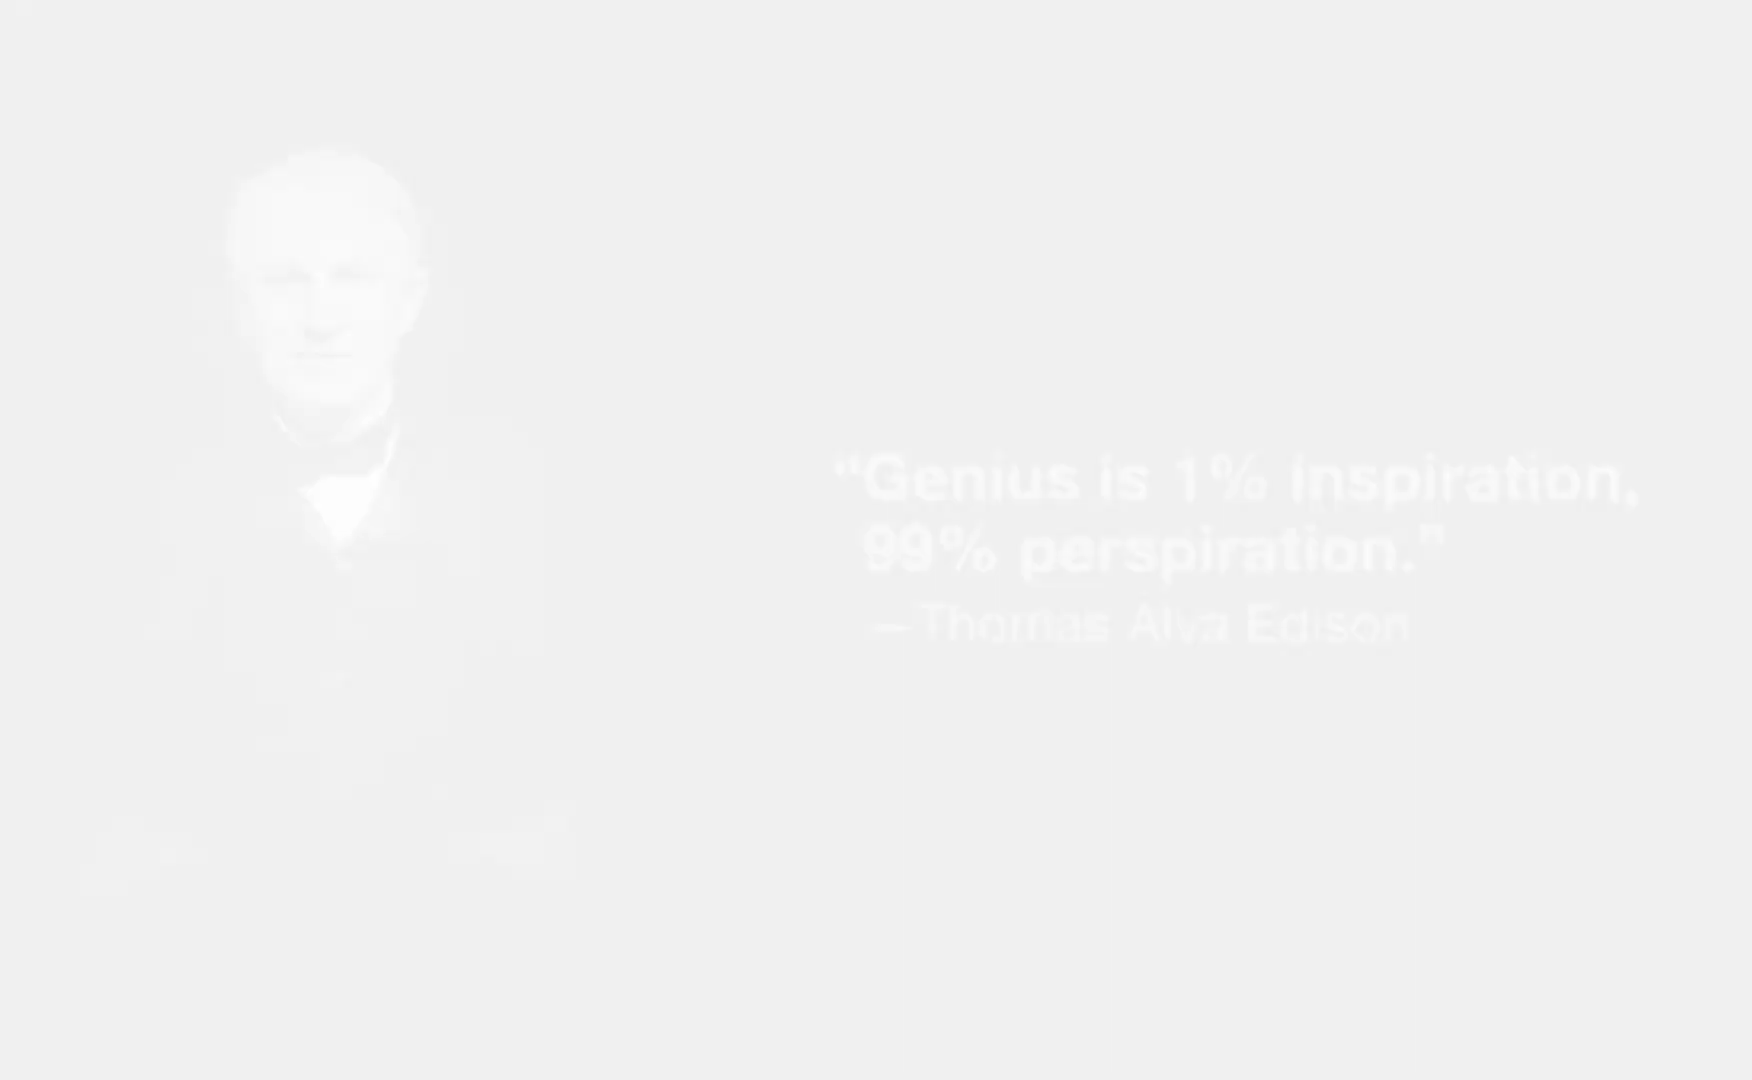 “Genius is 1% inspiration,
99% perspiration.”
— Thomas Alva Edison